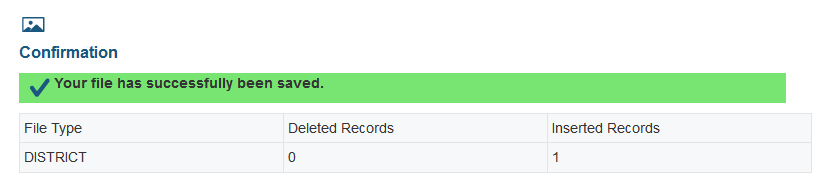 Confirmation
Your file has successfully been saved.
File Type Deleted Records Inserted Records
DISTRICT 0 1